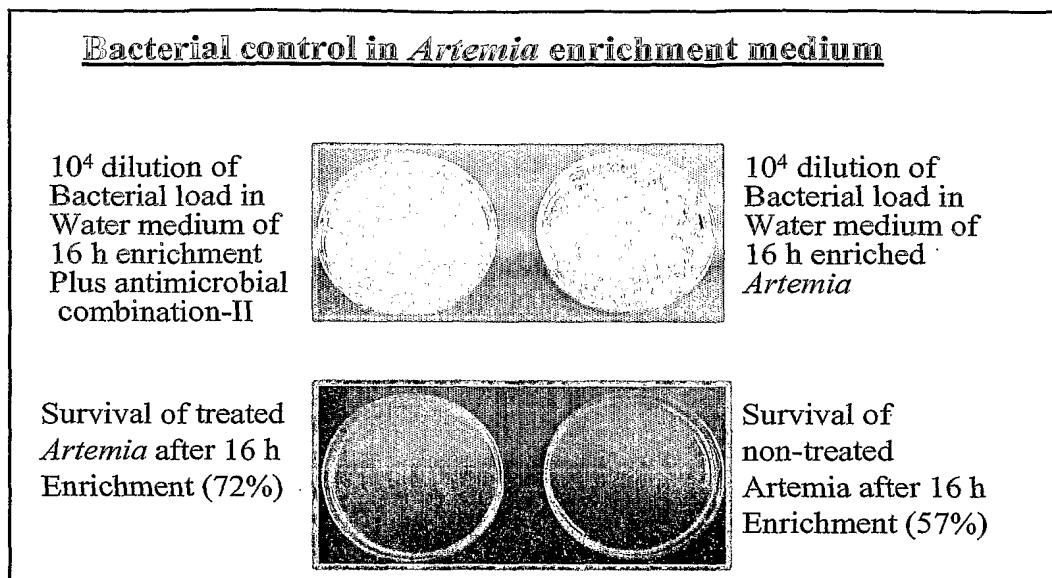 Bacterial control in Artemia enrichment medium
10⁴ dilution of
Bacterial load in
Water medium of
16 h enrichment
Plus antimicrobial
combination-II
10⁴ dilution of
Bacterial load in
Water medium of
16 h enriched
Artemia
Survival of treated
Artemia after 16 h
Enrichment (72%)
Survival of
non-treated
Artemia after 16 h
Enrichment (57%)